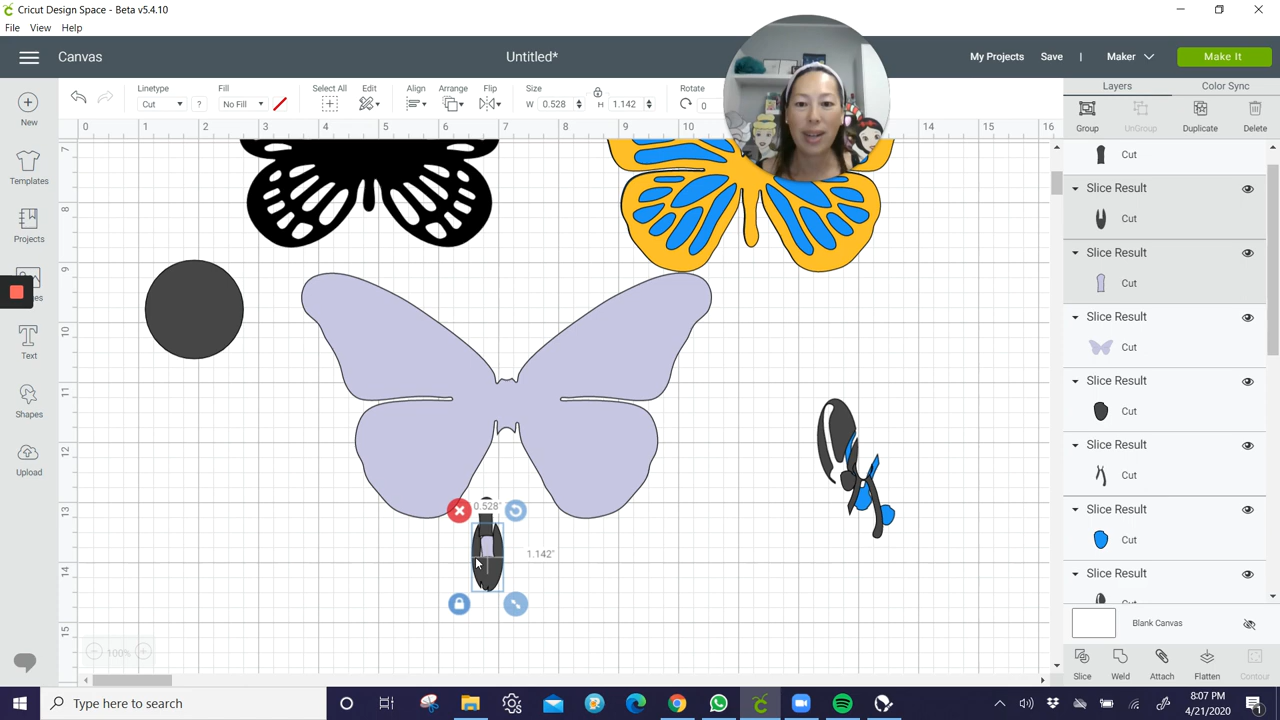 Cricut Design Space - Beta v5.4.10
File View Help
Canvas
Untitled*
My Projects Save | Maker Make It
Linetype Fill Select All Edit Align Arrange Flip Size Rotate
Cut ? No Fill W 0.528 H 1.142 0
Layers Color Sync
Group UnGroup Duplicate Delete
New
Templates
Projects
Text
Shapes
Upload
0 1 2 3 4 5 6 7 8 9 10 14 15 16
7
8
9
10
11
12
13
14
15
0.528"
1.142"
100%
Cut
Slice Result
Cut
Slice Result
Cut
Slice Result
Cut
Slice Result
Cut
Slice Result
Cut
Slice Result
Cut
Slice Result
Cut
Blank Canvas
Slice Weld Attach Flatten Contour
Type here to search
8:07 PM
4/21/2020